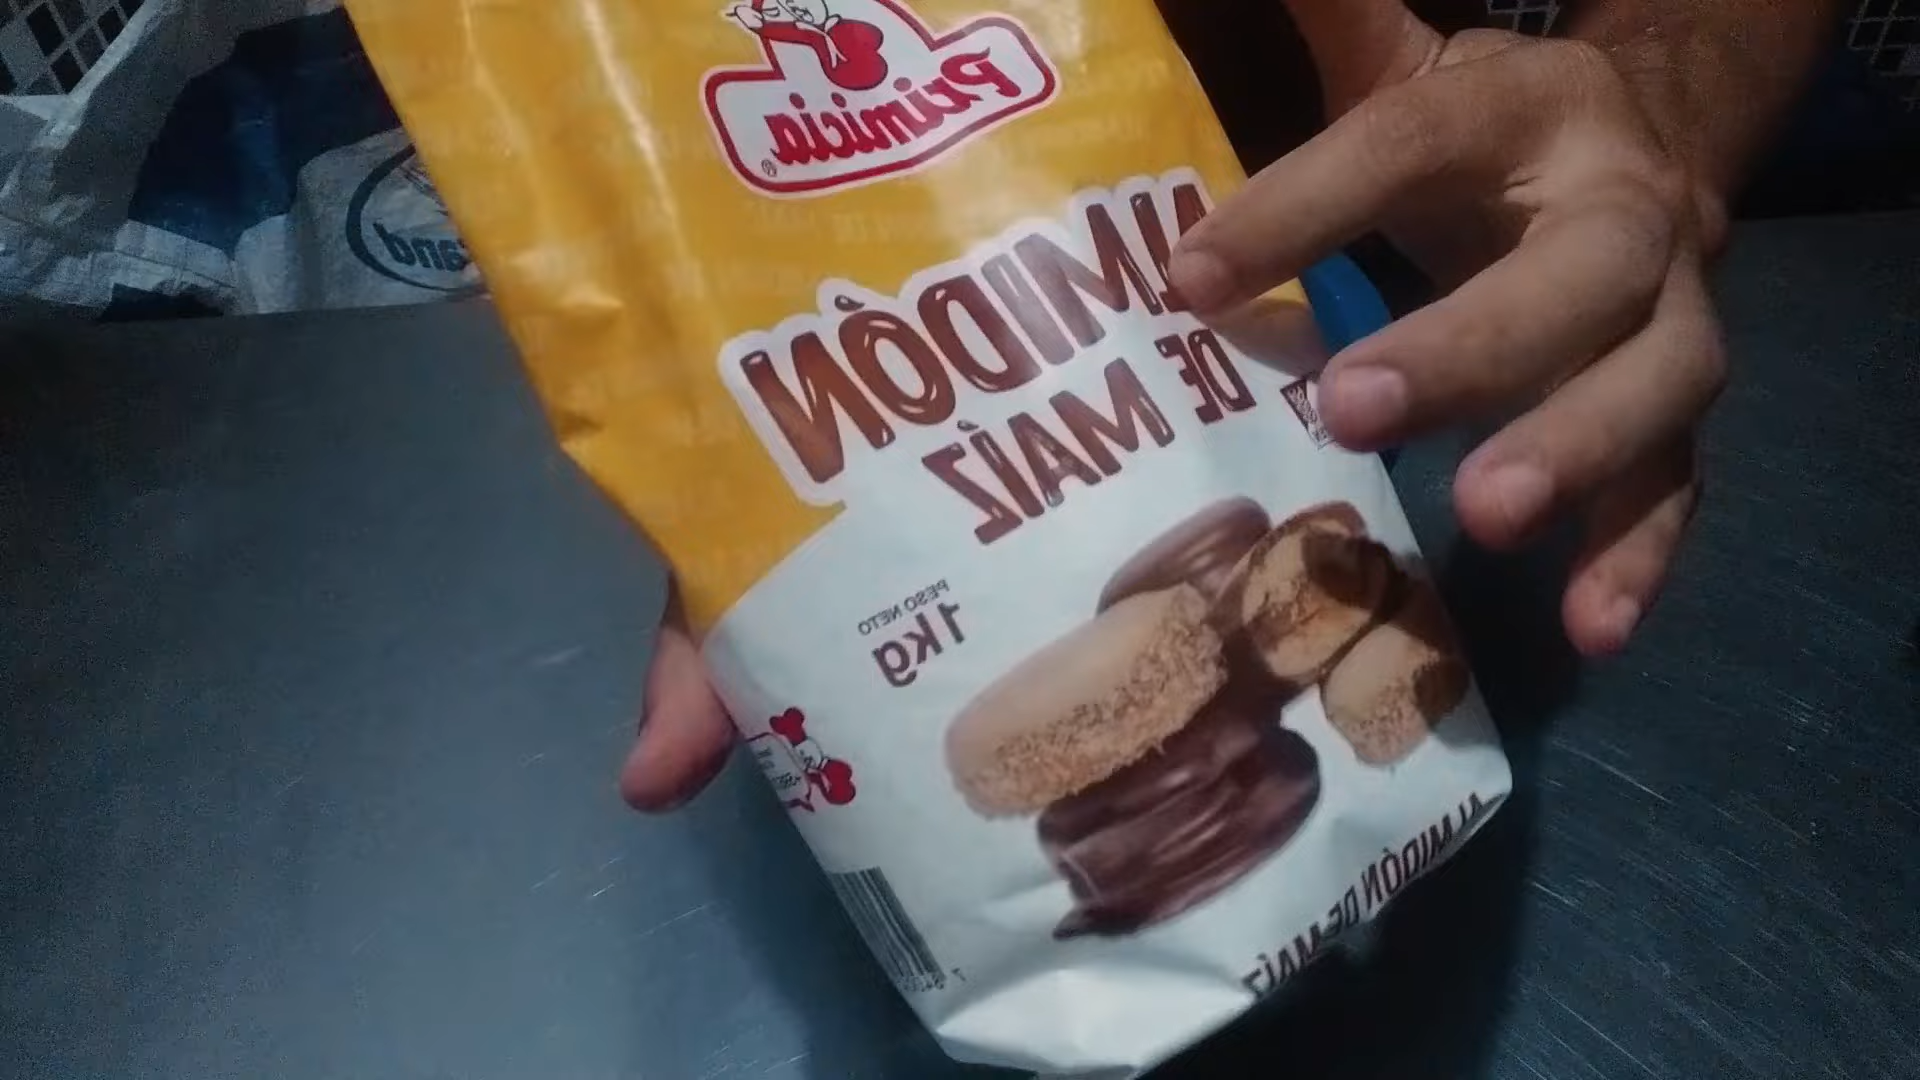 Primicia®
ALMIDÓN
DE MAÍZ
PESO NETO
1 kg
ALMIDÓN DE MAÍZ